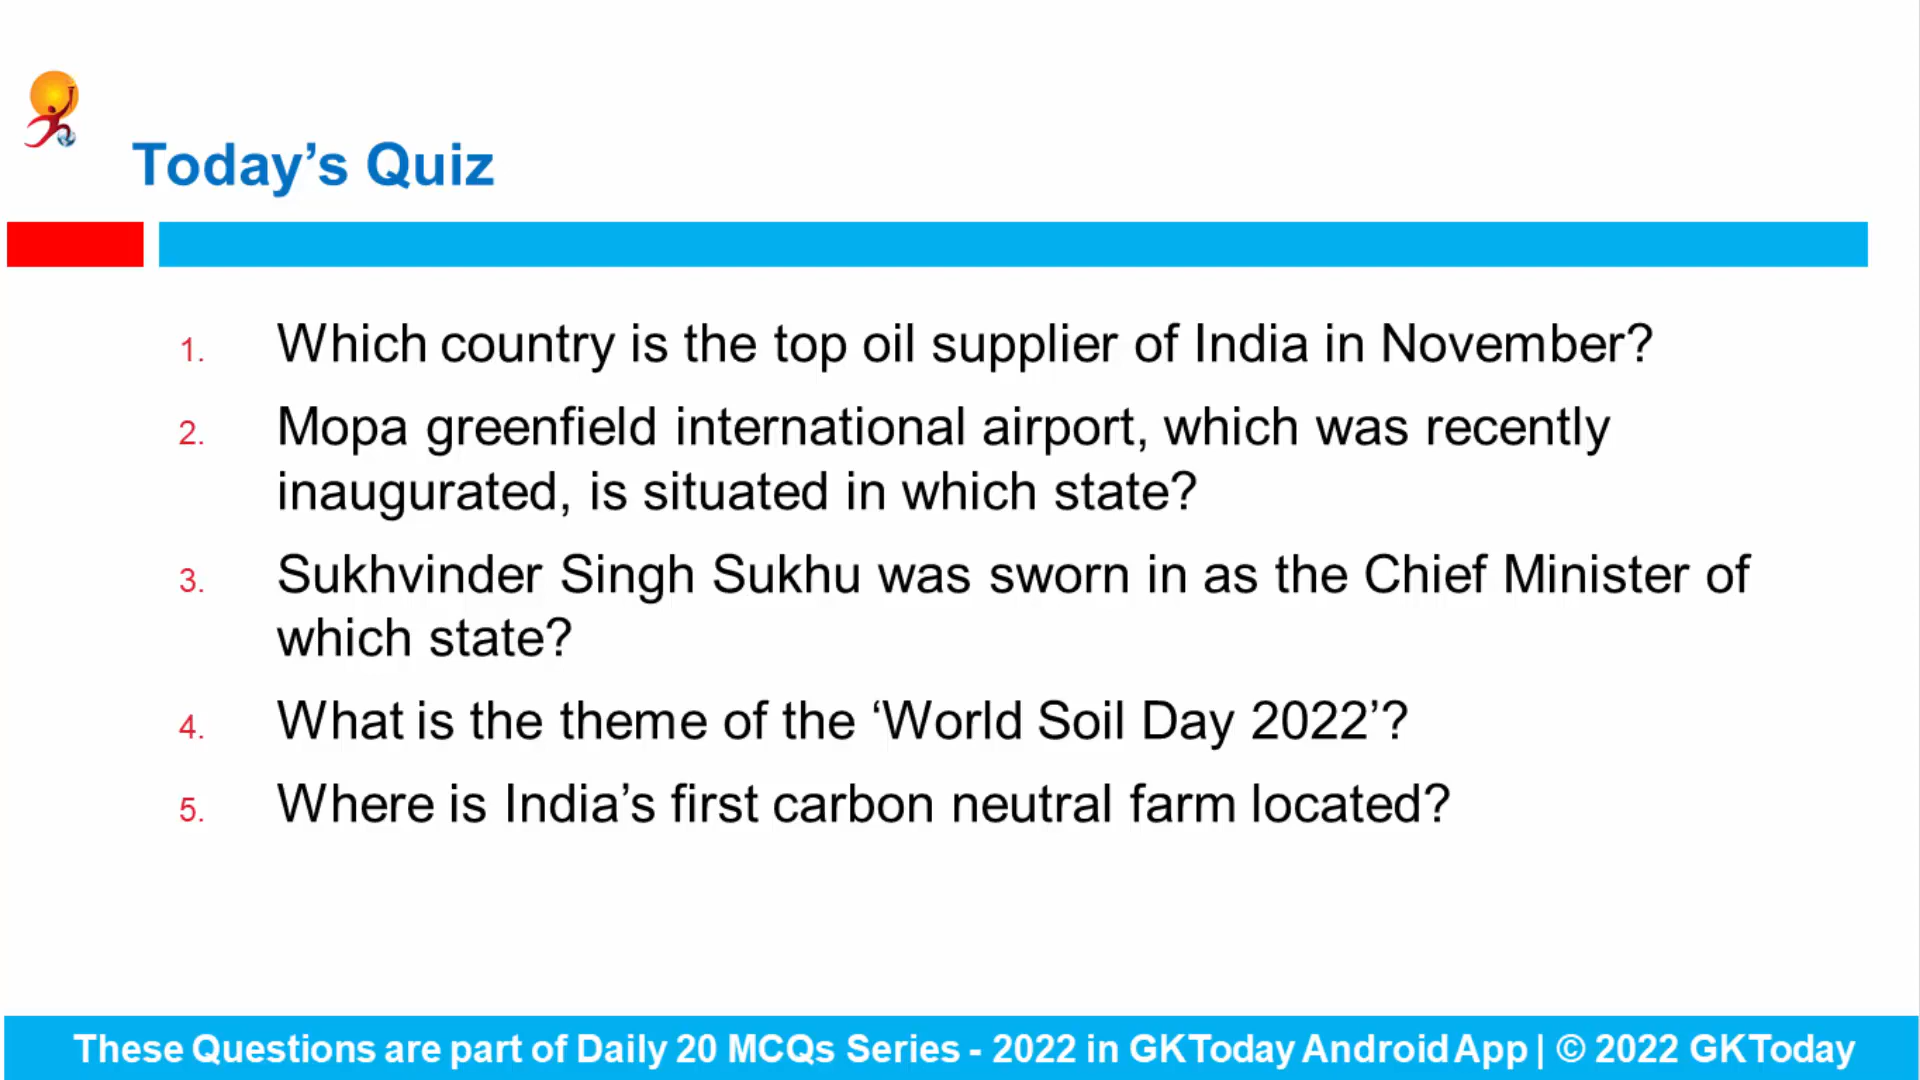 Today’s Quiz
1. Which country is the top oil supplier of India in November?
2. Mopa greenfield international airport, which was recently
inaugurated, is situated in which state?
3. Sukhvinder Singh Sukhu was sworn in as the Chief Minister of
which state?
4. What is the theme of the ‘World Soil Day 2022’?
5. Where is India’s first carbon neutral farm located?
These Questions are part of Daily 20 MCQs Series - 2022 in GKToday Android App | © 2022 GKToday